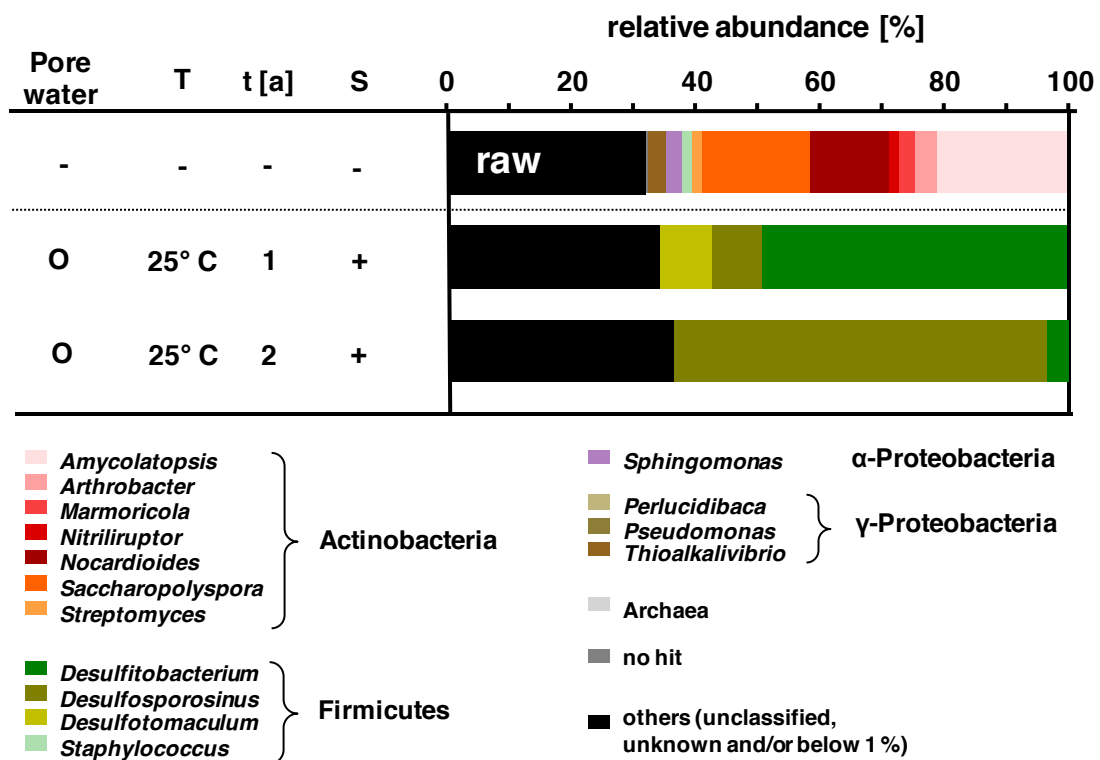 relative abundance [%]
Pore water T t [a] S 0 20 40 60 80 100
- - - - raw
O 25° C 1 +
O 25° C 2 +
Amycolatopsis
Arthrobacter
Marmoricola
Nitriliruptor
Nocardioides
Saccharopolyspora
Streptomyces
Actinobacteria
Desulfitobacterium
Desulfosporosinus
Desulfotomaculum
Staphylococcus
Firmicutes
Sphingomonas α-Proteobacteria
Perlucidibaca
Pseudomonas
Thioalkalivibrio
γ-Proteobacteria
Archaea
no hit
others (unclassified,
unknown and/or below 1 %)